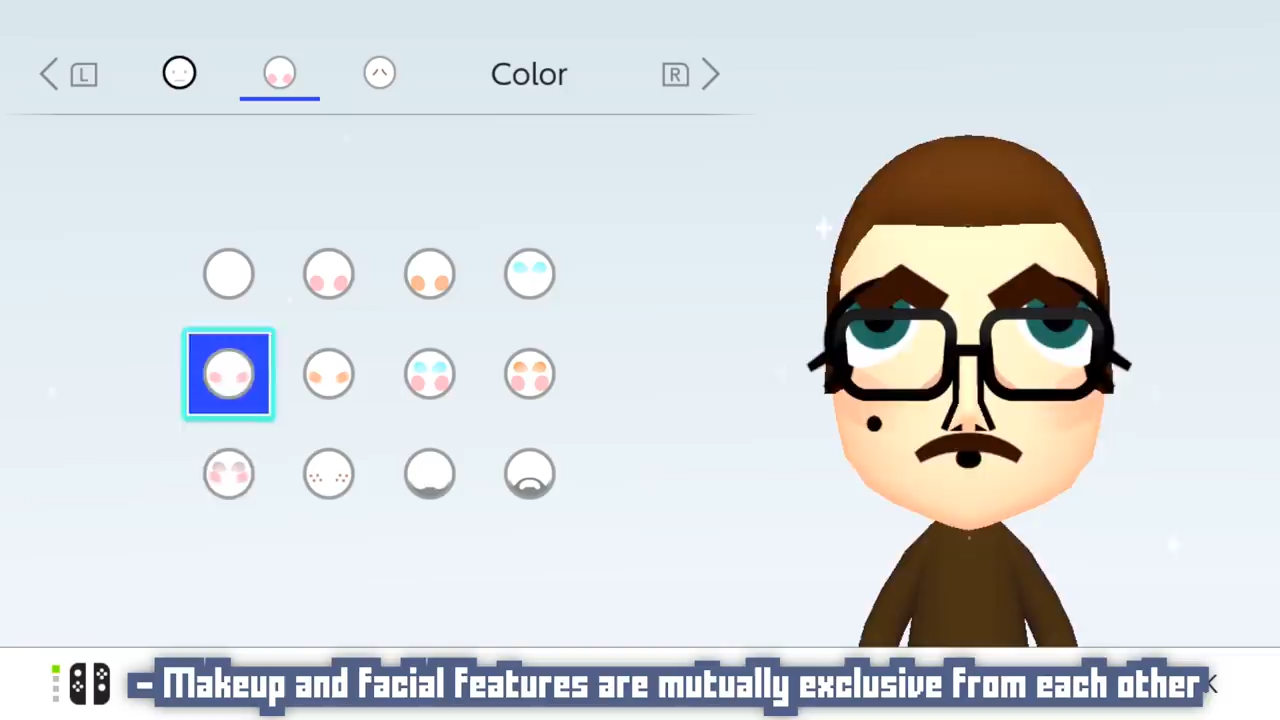 L
Color
R
- Makeup and facial features are mutually exclusive from each other